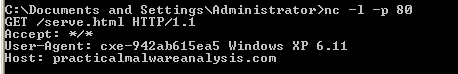 C:\Documents and Settings\Administrator>nc -l -p 80
GET /serve.html HTTP/1.1
Accept: */*
User-Agent: cxe-942ab615ea5 Windows XP 6.11
Host: practicalmalwareanalysis.com